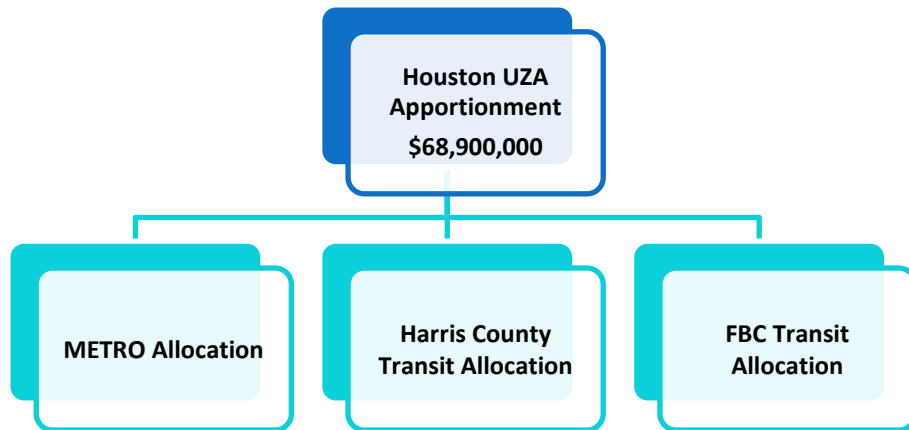 Houston UZA
Apportionment
$68,900,000
METRO Allocation
Harris County
Transit Allocation
FBC Transit
Allocation